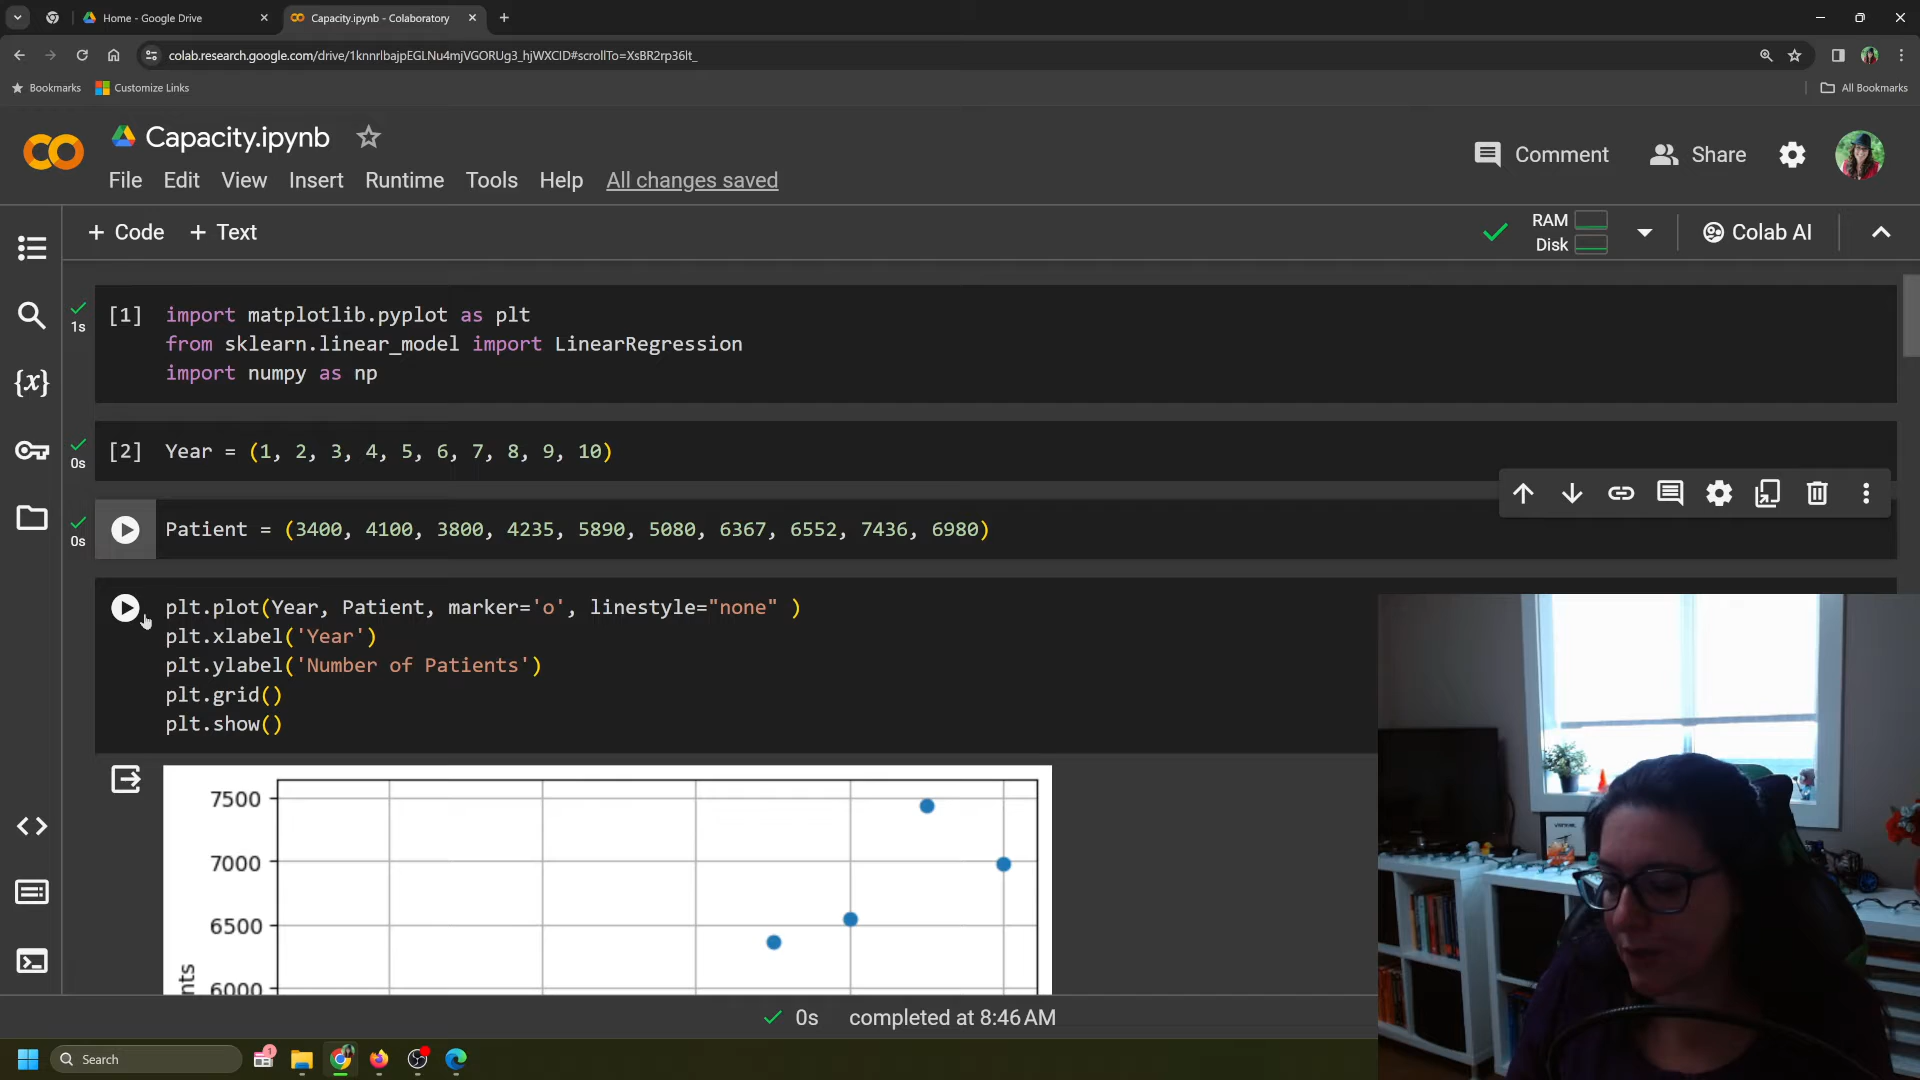 Home - Google Drive
Capacity.ipynb - Colaboratory
colab.research.google.com/drive/1knnrlbajpEGLNu4mjVGORUg3_hjWXCID#scrollTo=XsBR2rp36lt_
Bookmarks
Customize Links
All Bookmarks
Capacity.ipynb
Comment
Share
File Edit View Insert Runtime Tools Help All changes saved
+ Code + Text
RAM
Disk
Colab AI
[1] import matplotlib.pyplot as plt
1s
from sklearn.linear_model import LinearRegression
import numpy as np
[2] Year = (1, 2, 3, 4, 5, 6, 7, 8, 9, 10)
0s
{x}
Patient = (3400, 4100, 3800, 4235, 5890, 5080, 6367, 6552, 7436, 6980)
0s
plt.plot(Year, Patient, marker='o', linestyle="none" )
plt.xlabel('Year')
plt.ylabel('Number of Patients')
plt.grid()
plt.show()
7500
7000
6500
6000
nts
0s completed at 8:46 AM
Search
1